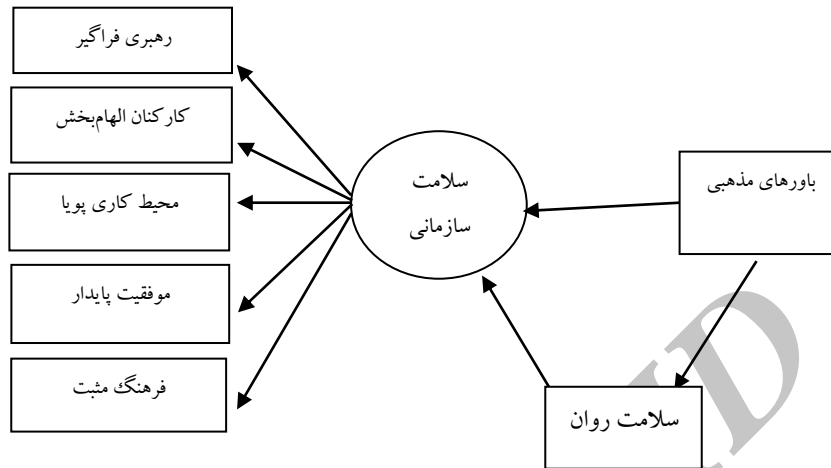 رهبری فراگیر
کارکنان الهام‌بخش
محیط کاری پویا
موفقیت پایدار
فرهنگ مثبت
سلامت
سازمانی
باورهای مذهبی
سلامت روان